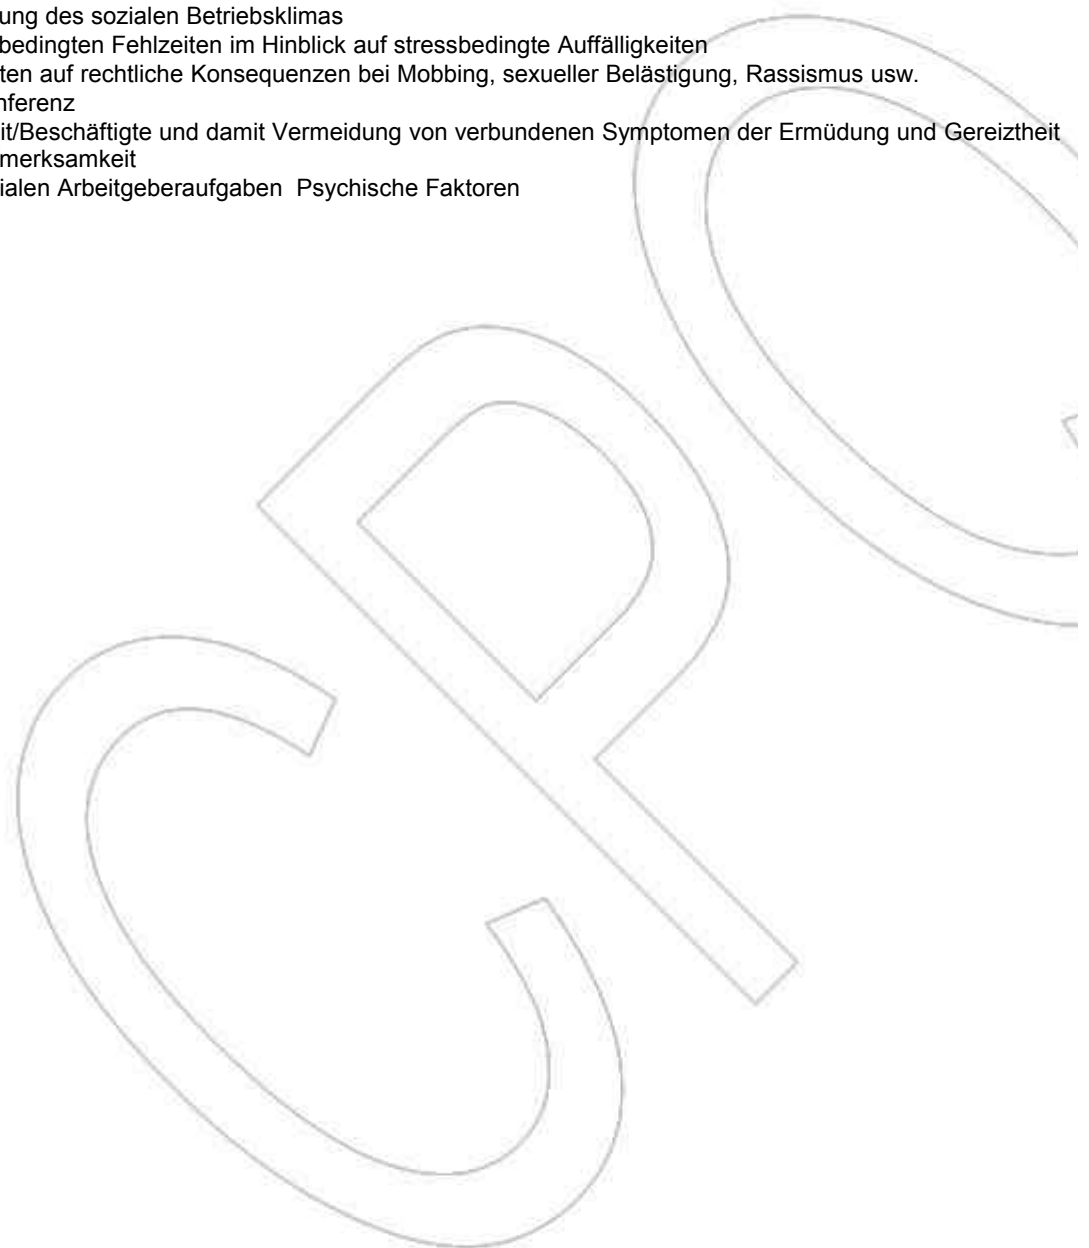 ung des sozialen Betriebsklimas
bedingten Fehlzeiten im Hinblick auf stressbedingte Auffälligkeiten
ten auf rechtliche Konsequenzen bei Mobbing, sexueller Belästigung, Rassismus usw.
nferenz
it/Beschäftigte und damit Vermeidung von verbundenen Symptomen der Ermüdung und Gereiztheit
merksamkeit
ialen Arbeitgeberaufgaben  Psychische Faktoren
CPO